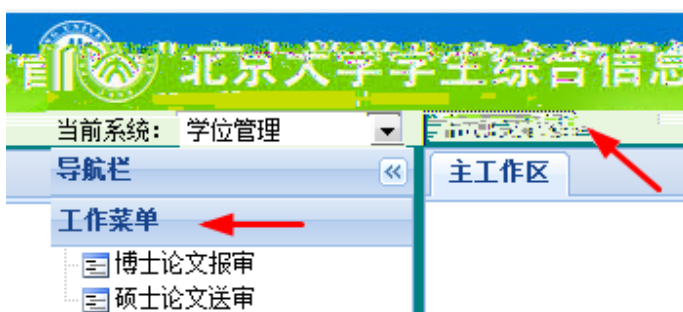 北京大学学生综合信息
当前系统： 学位管理
导航栏
主工作区
工作菜单
博士论文报审
硕士论文送审